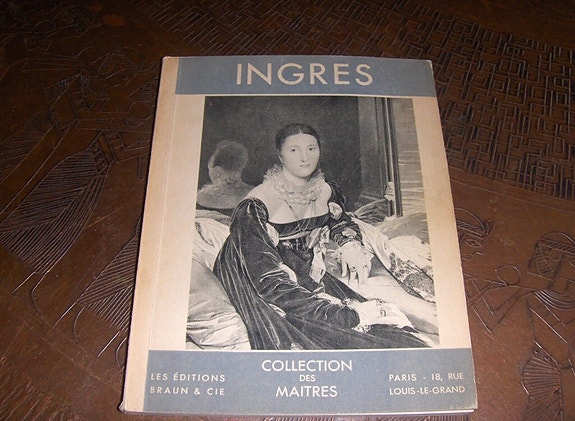 INGRES
LES ÉDITIONS
BRAUN & CIE
COLLECTION
DES
MAITRES
PARIS - 18, RUE
LOUIS-LE-GRAND